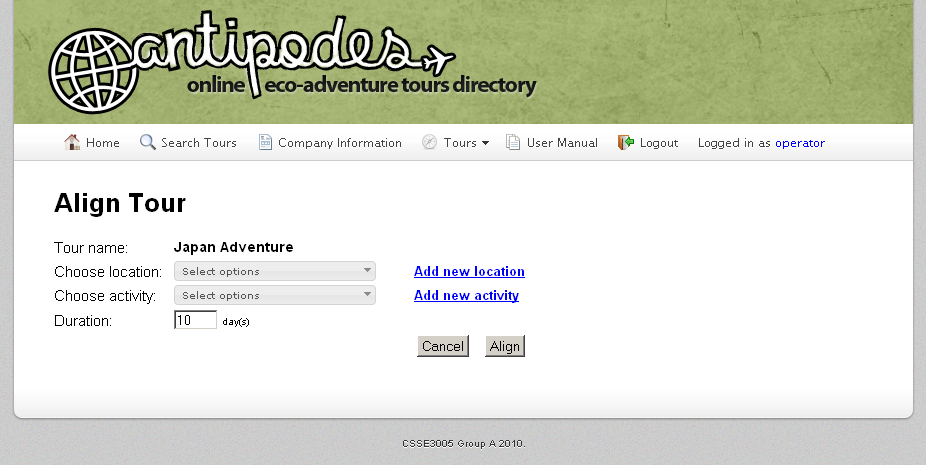 antipodes
online eco-adventure tours directory
Home Search Tours Company Information Tours User Manual Logout Logged in as operator
Align Tour
Tour name: Japan Adventure
Choose location: Select options Add new location
Choose activity: Select options Add new activity
Duration: 10 day(s)
Cancel Align
CSSE3005 Group A 2010.